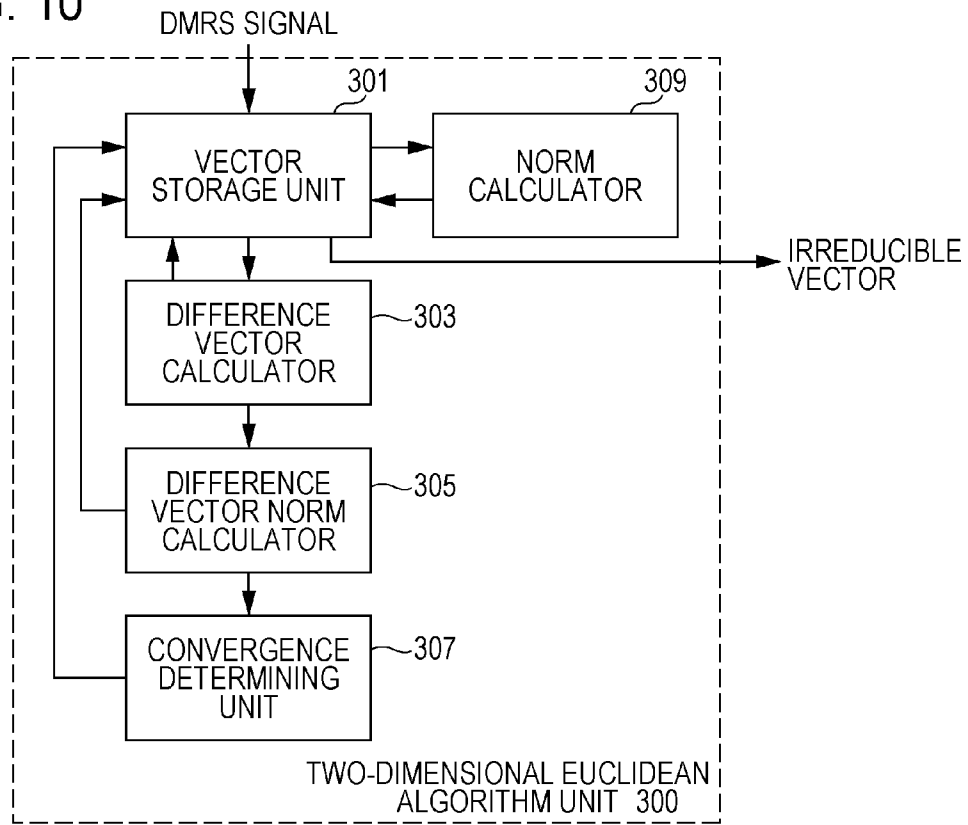 . 10
DMRS SIGNAL
301
309
VECTOR
STORAGE UNIT
NORM
CALCULATOR
IRREDUCIBLE
VECTOR
DIFFERENCE
VECTOR
CALCULATOR
303
DIFFERENCE
VECTOR NORM
CALCULATOR
305
CONVERGENCE
DETERMINING
UNIT
307
TWO-DIMENSIONAL EUCLIDEAN
ALGORITHM UNIT 300